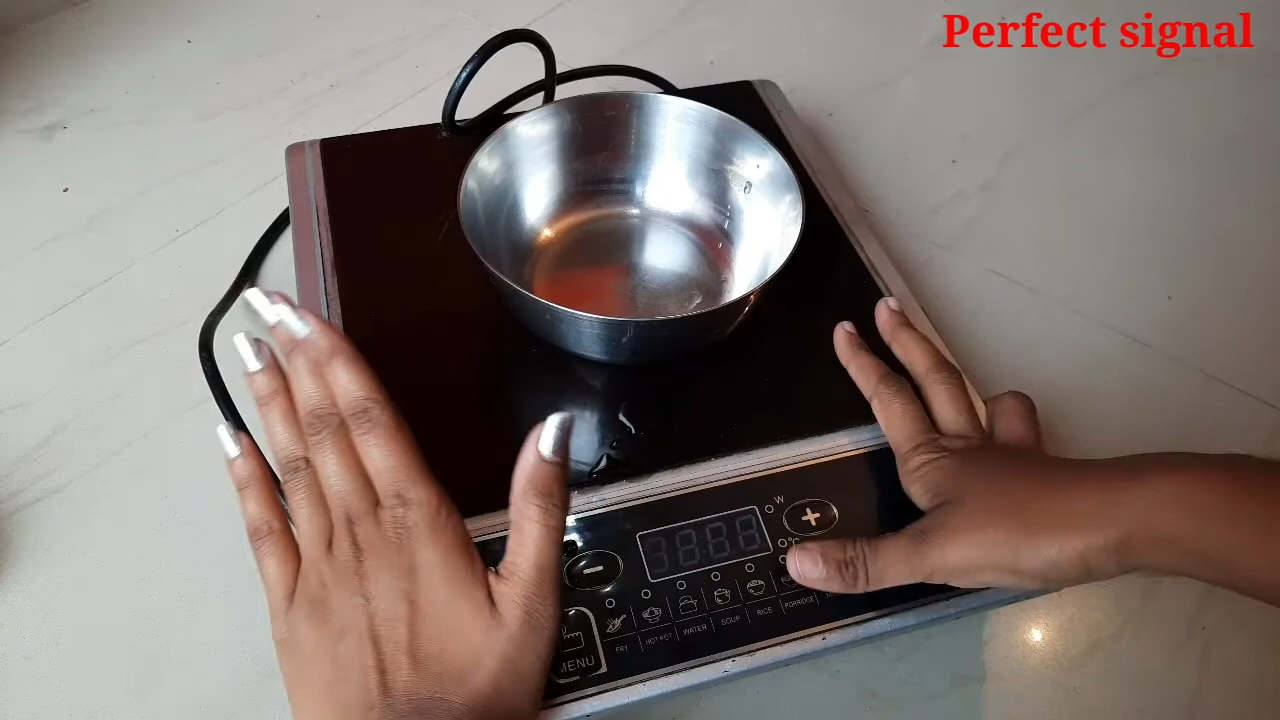 Perfect signal
W
+
°C
-
FRY
HOT POT
WATER
SOUP
RICE
PORRIDGE
MENU